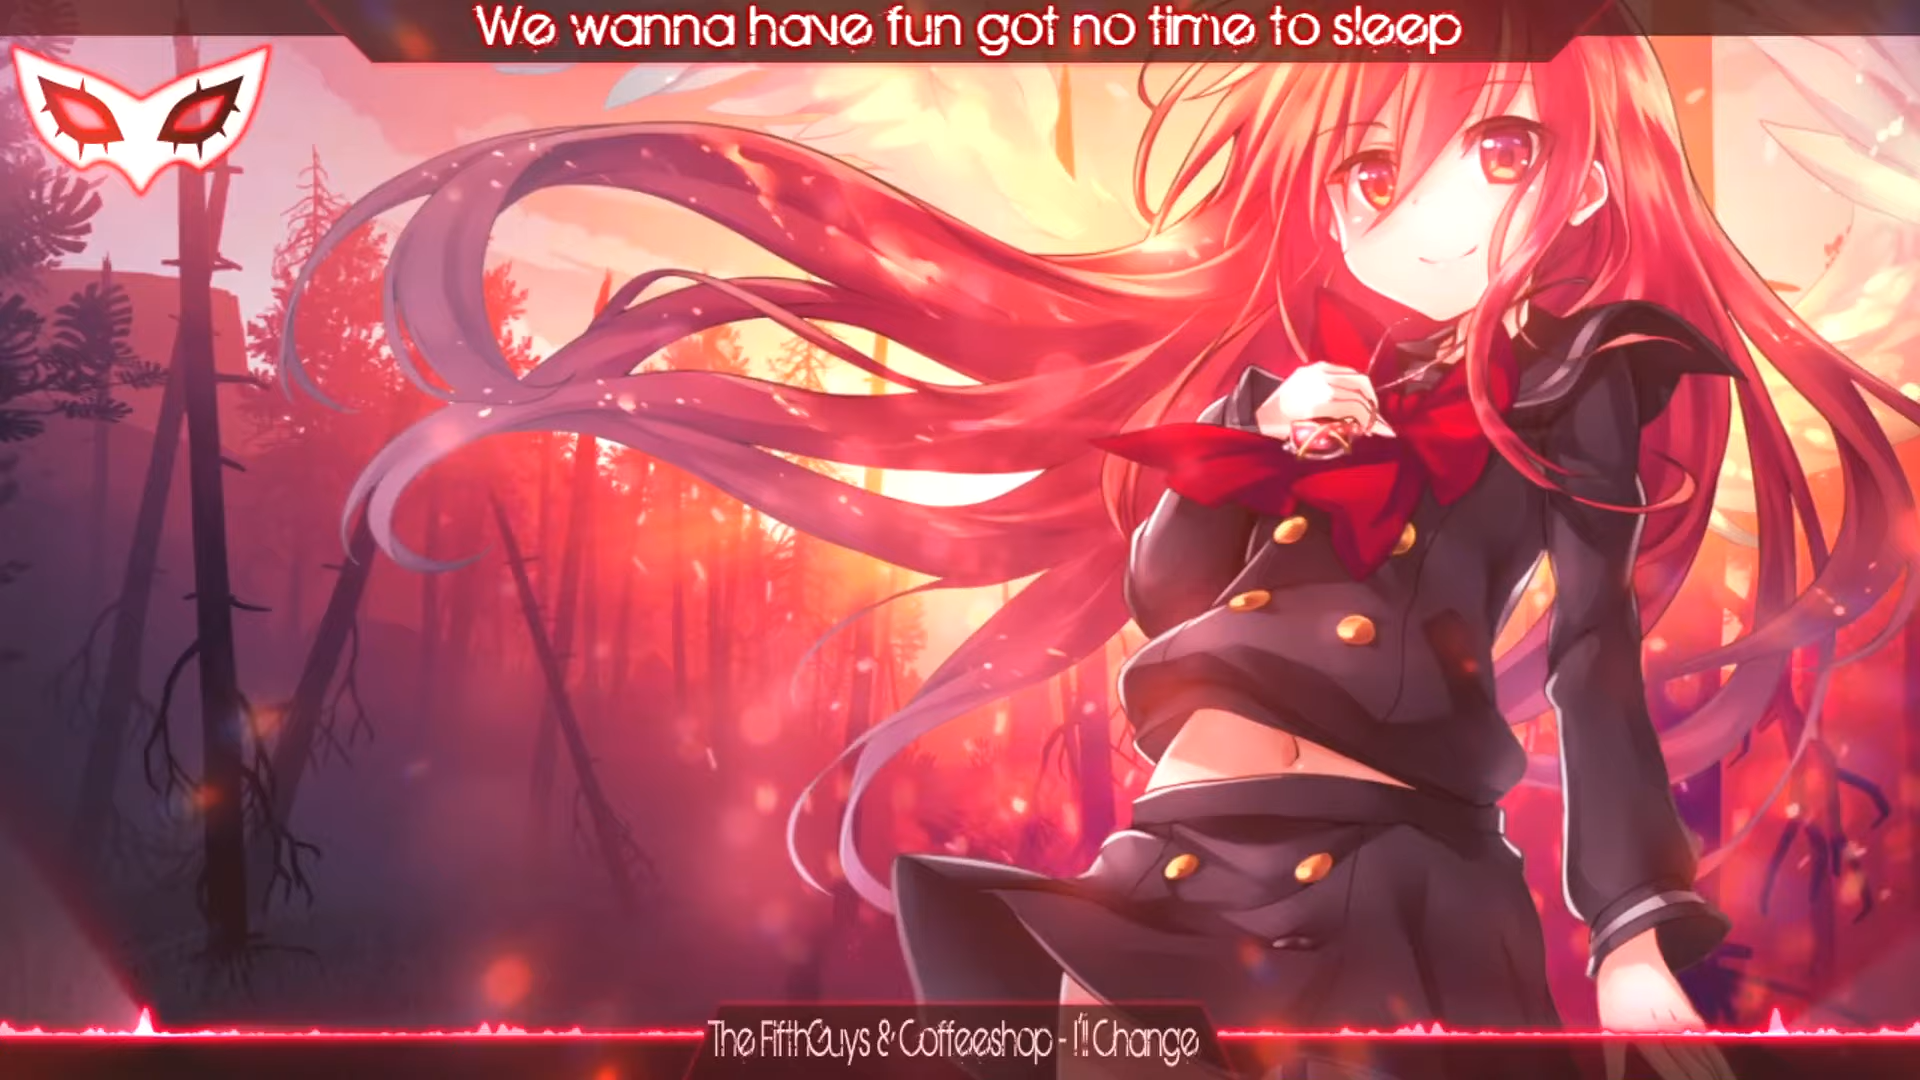 We wanna have fun got no time to sleep
The FifthGuys & Coffeeshop - I'll Change